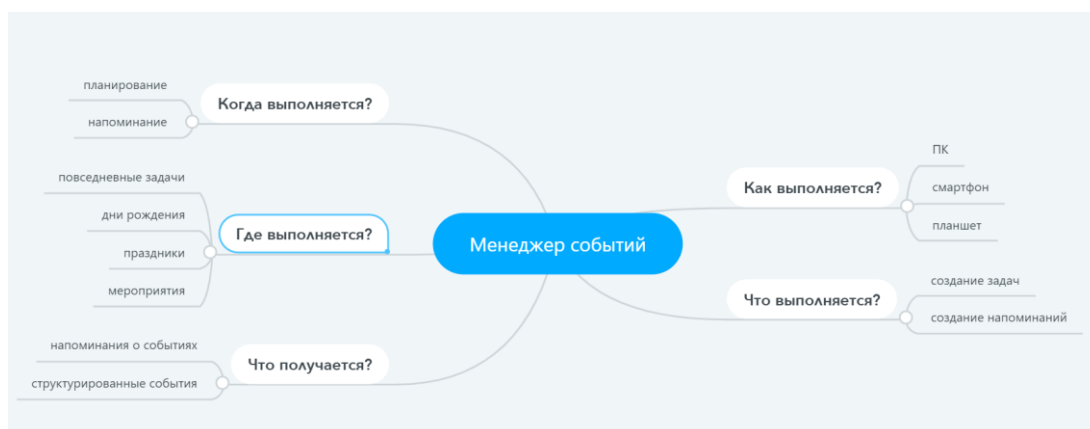 планирование
Когда выполняется?
напоминание
повседневные задачи
дни рождения
Где выполняется?
праздники
мероприятия
напоминания о событиях
Что получается?
структурированные события
Менеджер событий
ПК
Как выполняется?
смартфон
планшет
создание задач
Что выполняется?
создание напоминаний